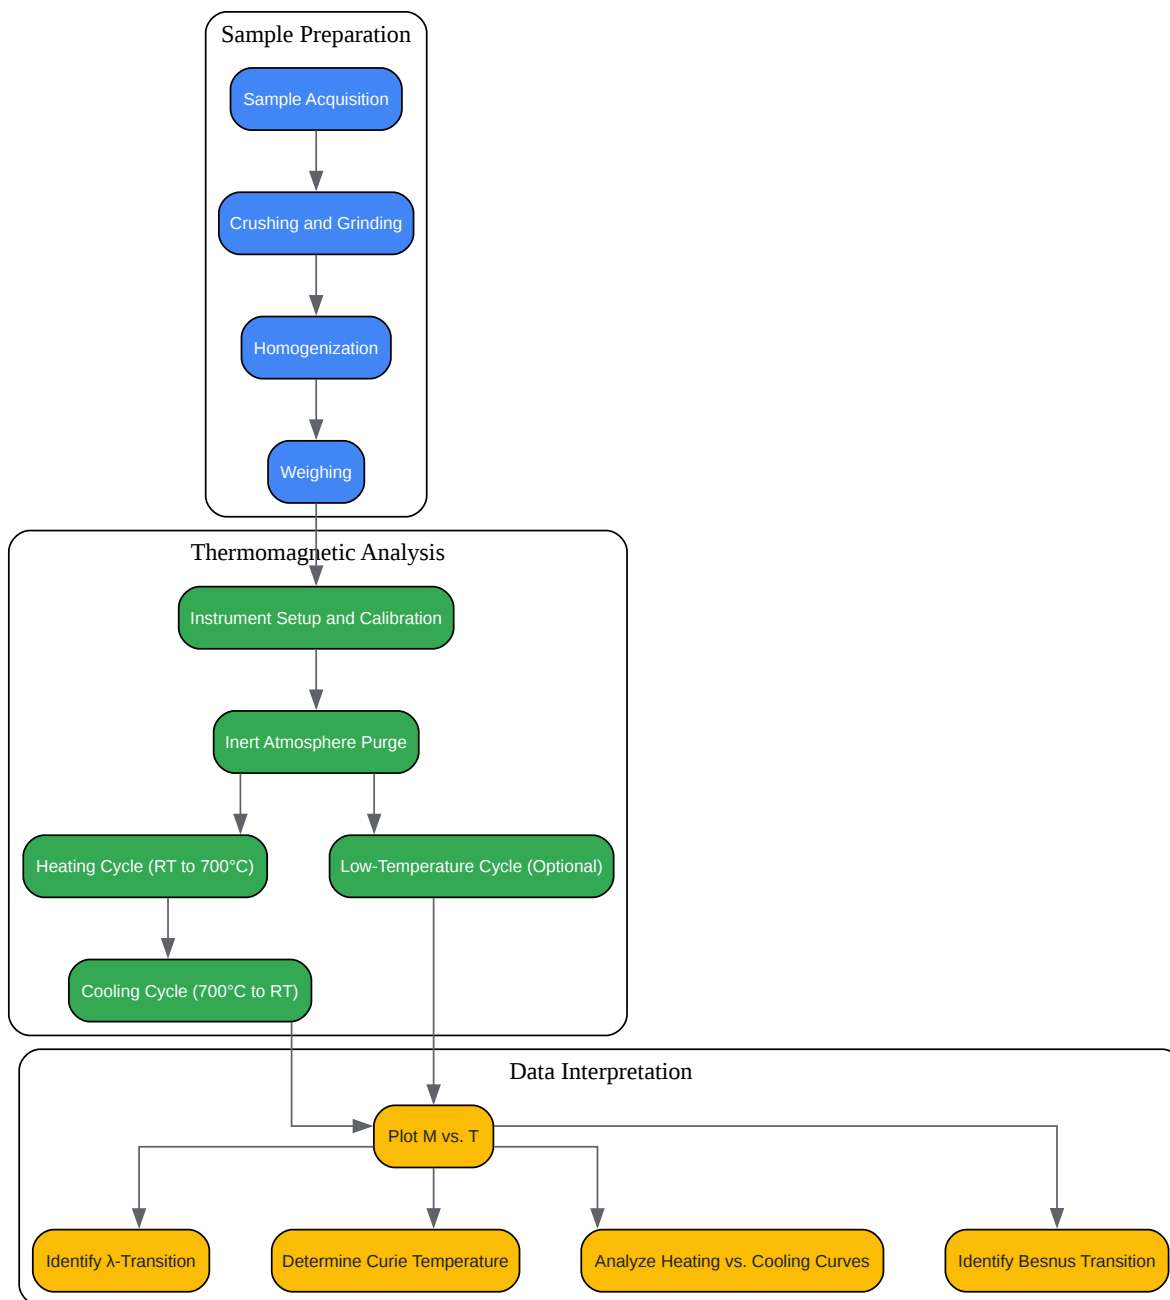 Sample Preparation
Sample Acquisition
Crushing and Grinding
Homogenization
Weighing
Thermomagnetic Analysis
Instrument Setup and Calibration
Inert Atmosphere Purge
Heating Cycle (RT to 700°C)
Low-Temperature Cycle (Optional)
Cooling Cycle (700°C to RT)
Data Interpretation
Plot M vs. T
Identify λ-Transition
Determine Curie Temperature
Analyze Heating vs. Cooling Curves
Identify Besnus Transition